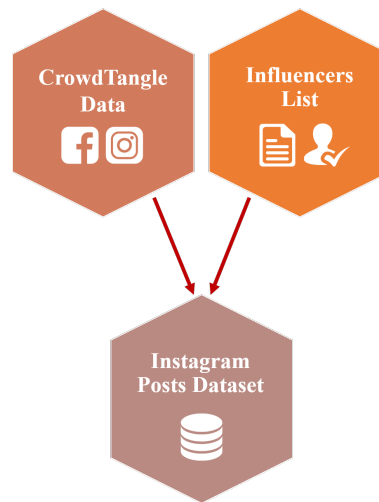 CrowdTangle
Data
Influencers
List
Instagram
Posts Dataset